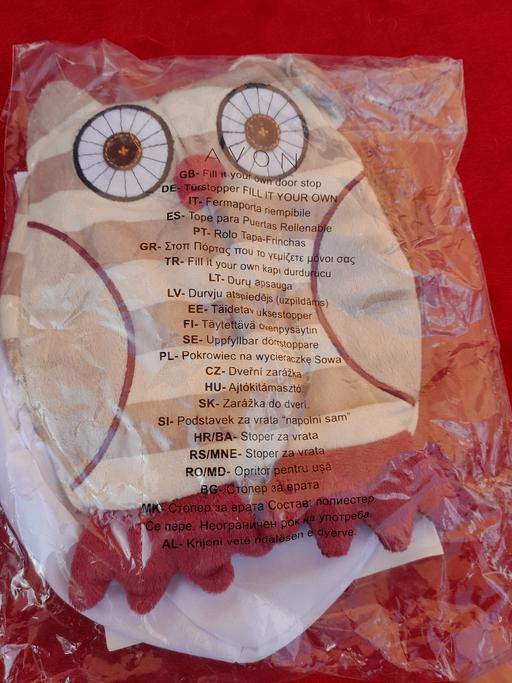 AVON
GB- Fill it your own door stop
DE- Türstopper FILL IT YOUR OWN
IT- Fermaporta riempibile
ES- Tope para Puertas Rellenable
PT- Rolo Tapa-Frinchas
GR- Στοπ Πόρτας που το γεμίζετε μόνοι σας
TR- Fill it your own kapı durdurucu
LT- Durų apsauga
LV- Durvju atspiedējs (uzpildāms)
EE- Täidetav uksestopper
FI- Täytettävä ovenpysäytin
SE- Uppfyllbar dörrstoppare
PL- Pokrowiec na wycieraczkę Sowa
CZ- Dveřní zarážka
HU- Ajtókitámasztó.
SK- Zarážka do dverí.
SI- Podstavek za vrata "napolni sam"
HR/BA- Stoper za vrata
RS/MNE- Stoper za vrata
RO/MD- Opritor pentru ușă
BG- Стопер за врата
MK- Стопер за врата Состав: полиестер
Се пере. Неограничен рок на употреба.
AL- Krijoni vetë ndalësen e dyerve.